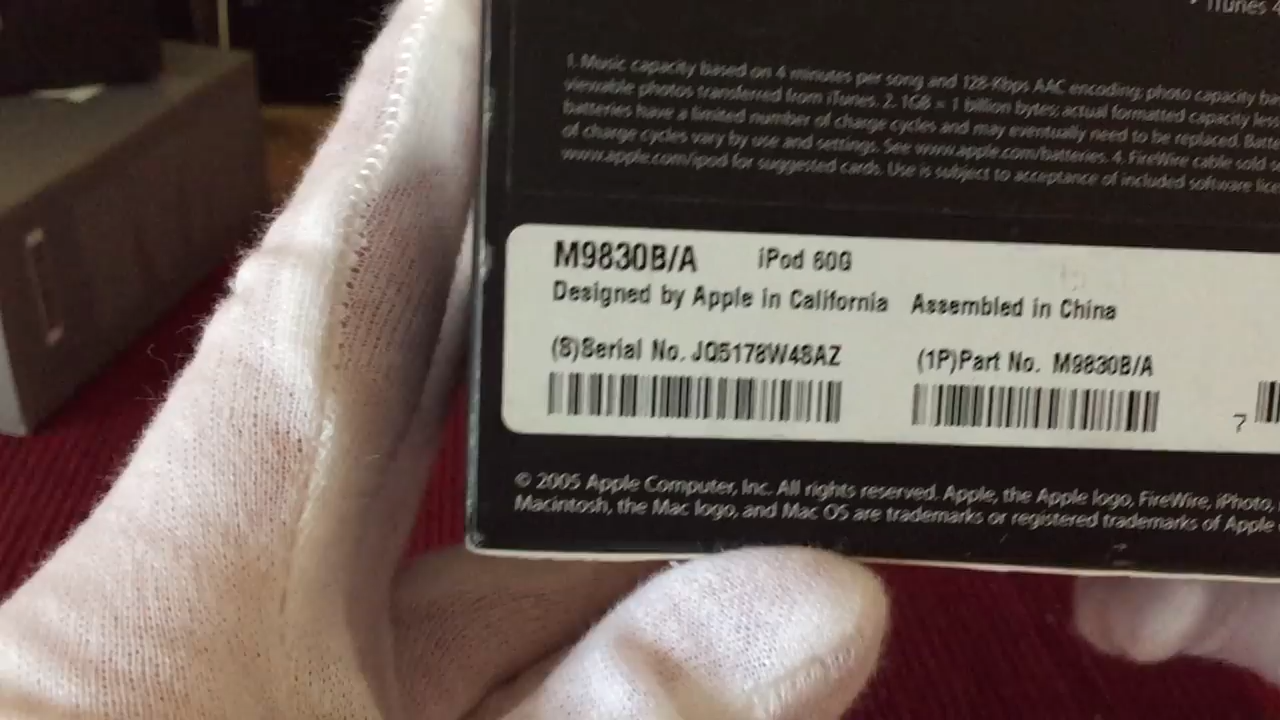 iTunes 4
1. Music capacity based on 4 minutes per song and 128-Kbps AAC encoding; photo capacity ba
viewable photos transferred from iTunes. 2. 1GB = 1 billion bytes; actual formatted capacity less
batteries have a limited number of charge cycles and may eventually need to be replaced. Batte
of charge cycles vary by use and settings. See www.apple.com/batteries. 4. FireWire cable sold s
www.apple.com/ipod for suggested cards. Use is subject to acceptance of included software lice
M9830B/A iPod 60G
Designed by Apple in California Assembled in China
(S)Serial No. JQ5178W4SAZ (1P)Part No. M9830B/A
7
© 2005 Apple Computer, Inc. All rights reserved. Apple, the Apple logo, FireWire, iPhoto,
Macintosh, the Mac logo, and Mac OS are trademarks or registered trademarks of Apple